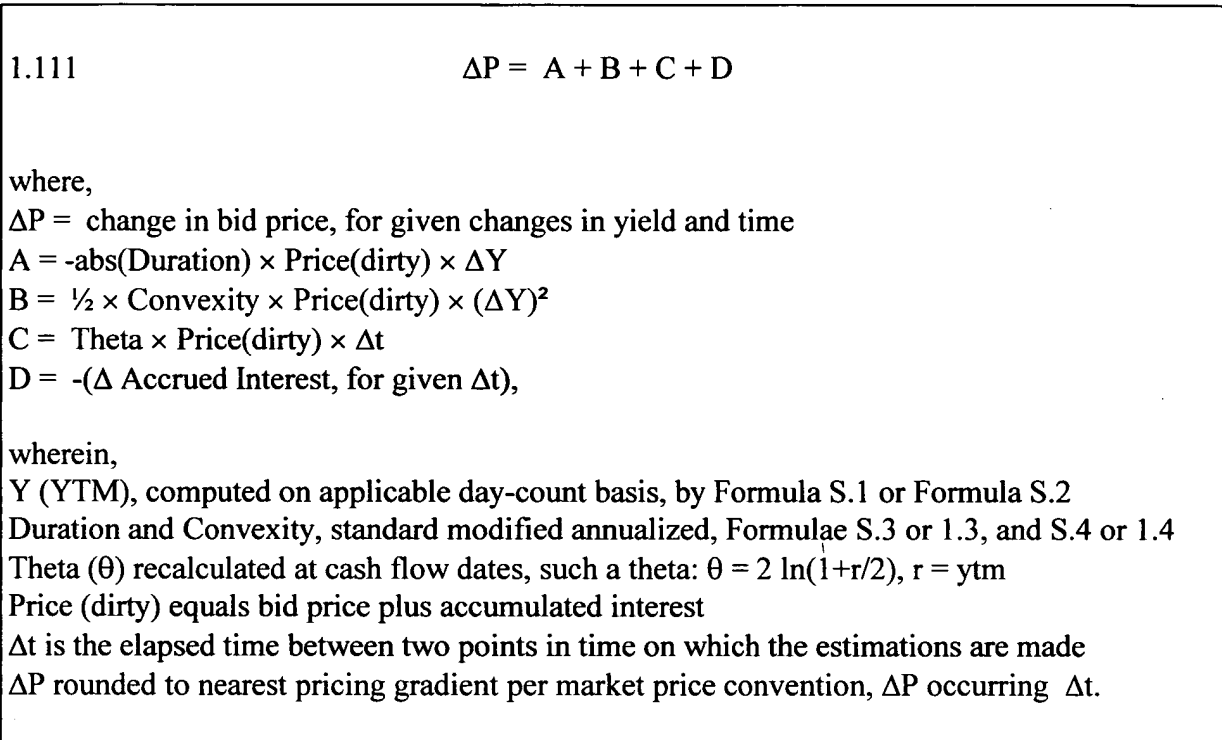 1.111 ΔP = A + B + C + D
where,
ΔP = change in bid price, for given changes in yield and time
A = -abs(Duration) × Price(dirty) × ΔY
B = ½ × Convexity × Price(dirty) × (ΔY)²
C = Theta × Price(dirty) × Δt
D = -(Δ Accrued Interest, for given Δt),
wherein,
Y (YTM), computed on applicable day-count basis, by Formula S.1 or Formula S.2
Duration and Convexity, standard modified annualized, Formulae S.3 or 1.3, and S.4 or 1.4
Theta (θ) recalculated at cash flow dates, such a theta: θ = 2 ln(1+r/2), r = ytm
Price (dirty) equals bid price plus accumulated interest
Δt is the elapsed time between two points in time on which the estimations are made
ΔP rounded to nearest pricing gradient per market price convention, ΔP occurring Δt.